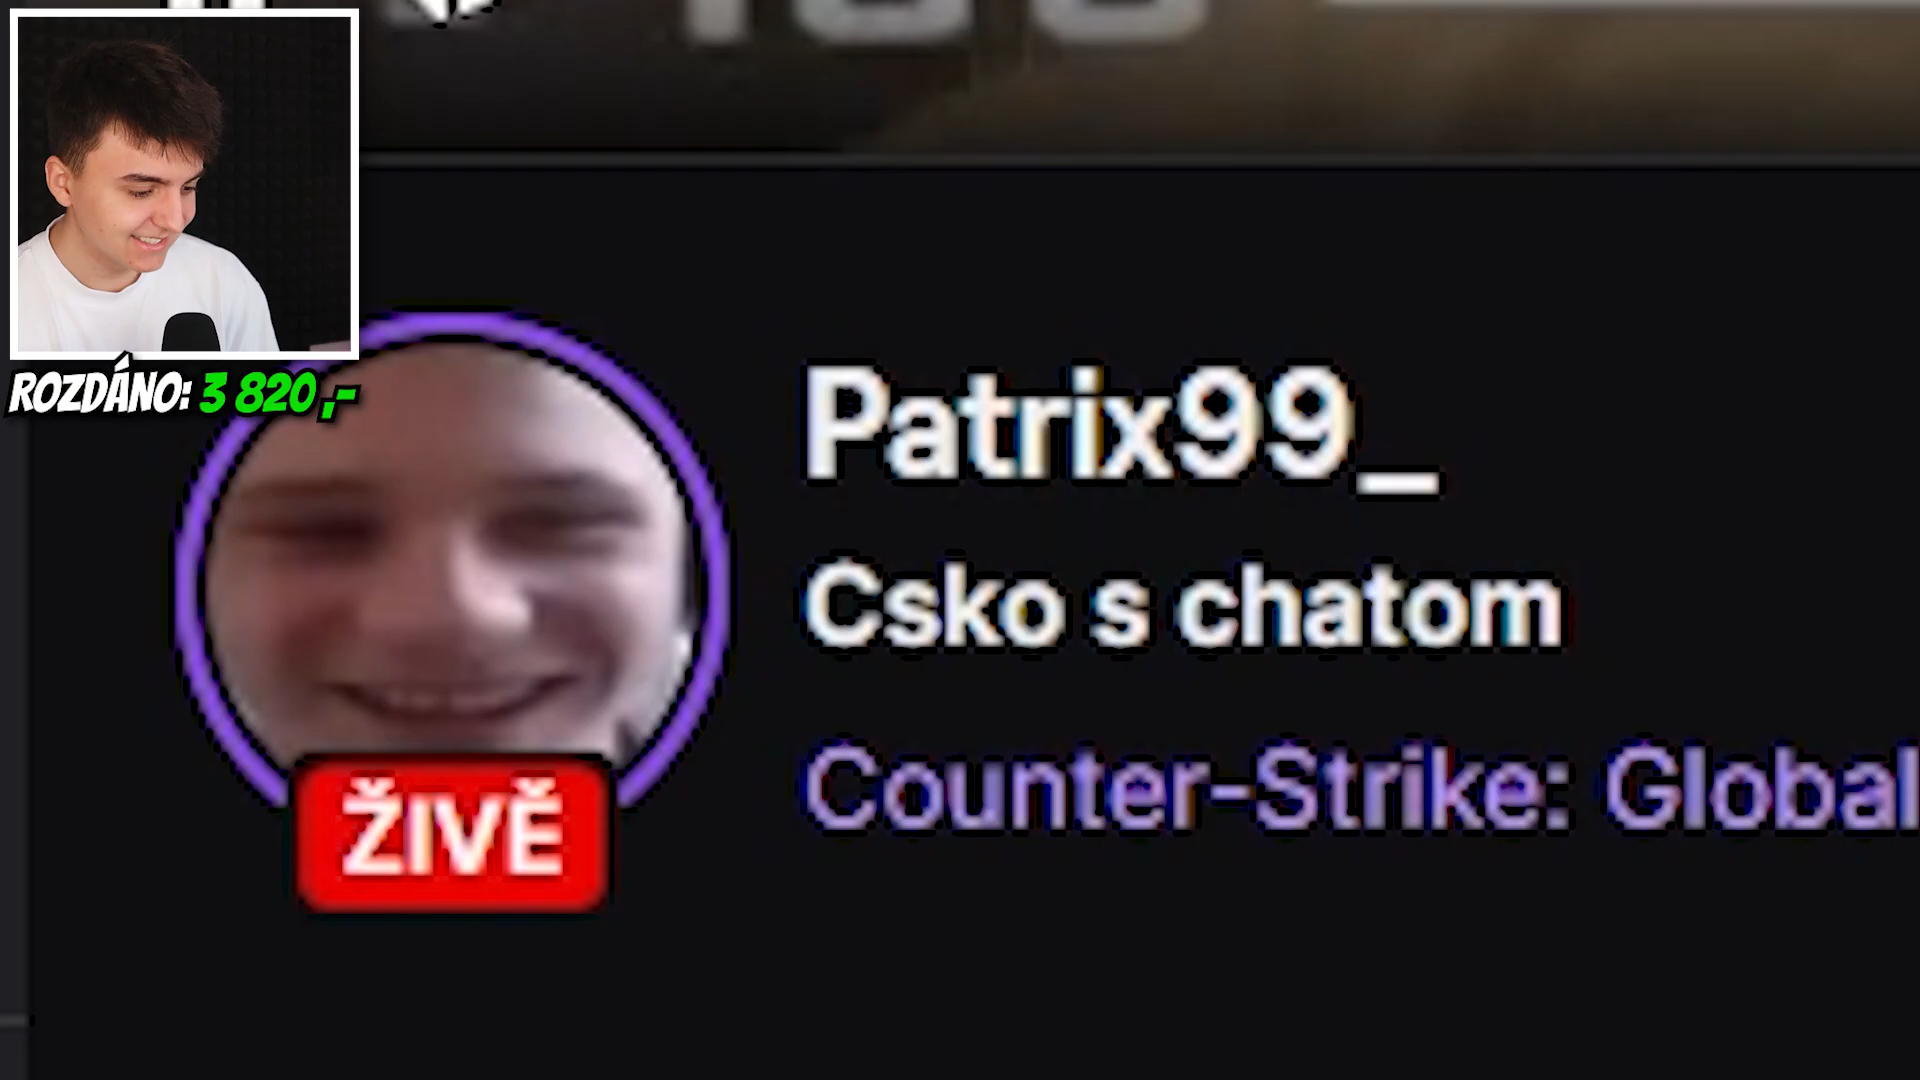 ROZDÁNO: 3 820 ,-
Patrix99_
Csko s chatom
Counter-Strike: Global
ŽIVĚ